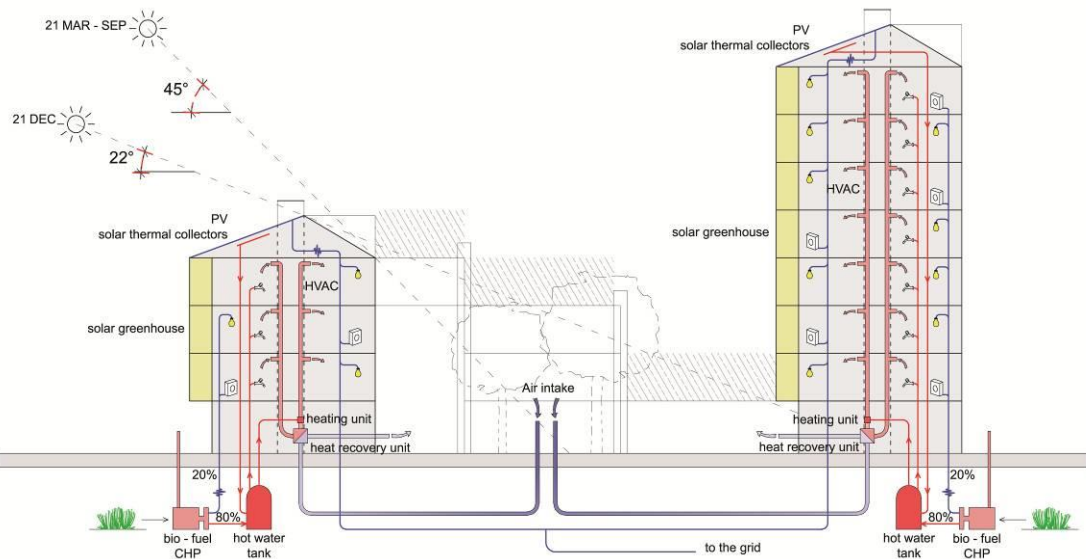 21 MAR - SEP
45°
21 DEC
22°
PV
solar thermal collectors
HVAC
solar greenhouse
heating unit
heat recovery unit
20%
80%
bio - fuel
CHP
hot water
tank
Air intake
to the grid
PV
solar thermal collectors
HVAC
solar greenhouse
heating unit
heat recovery unit
20%
80%
hot water
tank
bio - fuel
CHP